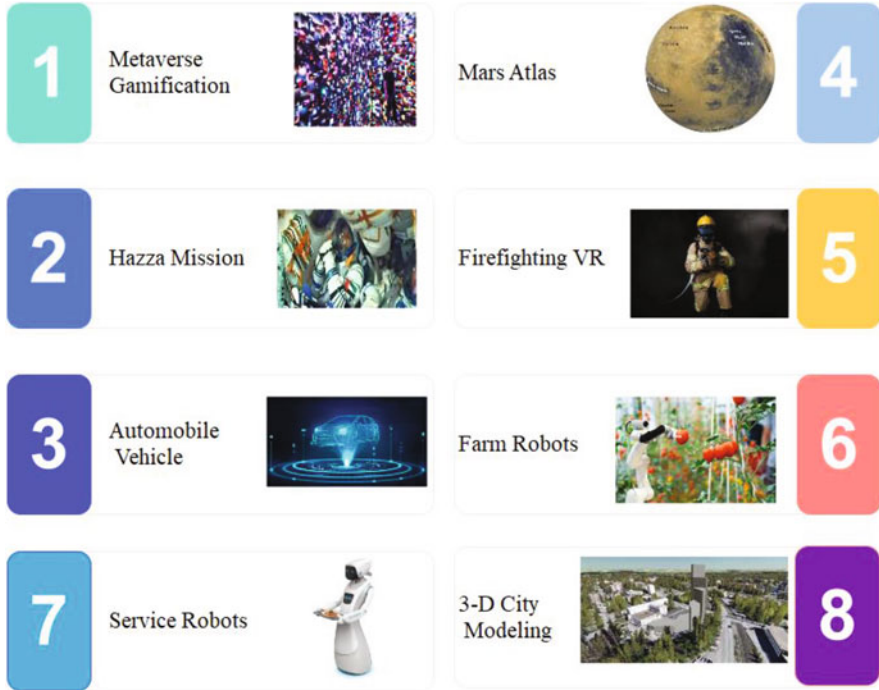 1
Metaverse
Gamification
Mars Atlas
4
2
Hazza Mission
Firefighting VR
5
3
Automobile
Vehicle
Farm Robots
6
7
Service Robots
3-D City
Modeling
8